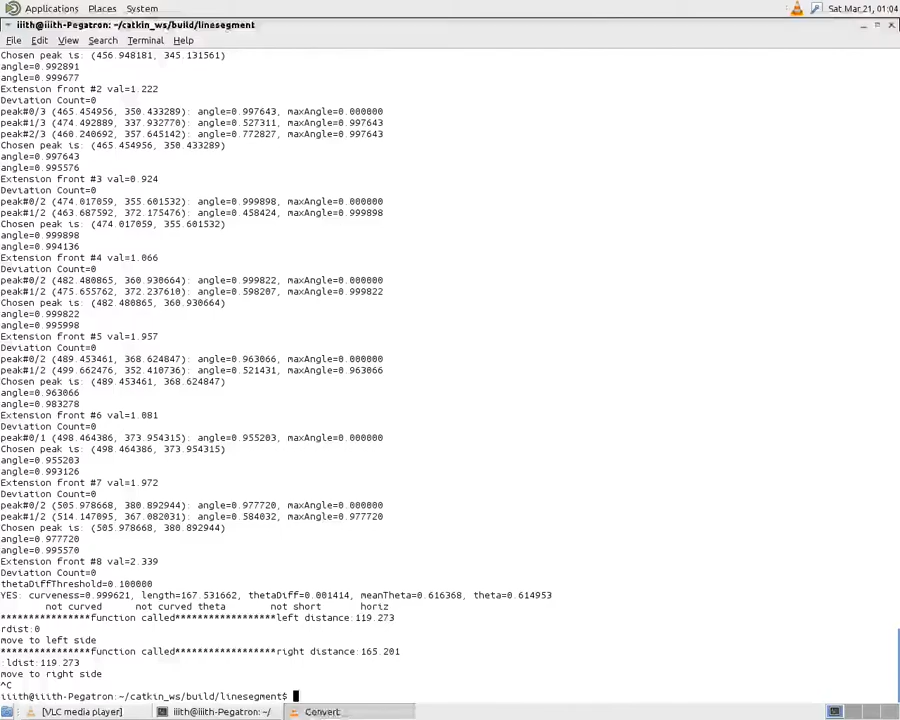 Applications Places System Sat Mar 21, 01:04
iiith@iiith-Pegatron: ~/catkin_ws/build/linesegment
File Edit View Search Terminal Help
Chosen peak is: (456.948181, 345.131561)
angle=0.992891
angle=0.999677
Extension front #2 val=1.222
Deviation Count=0
peak#0/3 (465.454956, 350.433289): angle=0.997643, maxAngle=0.000000
peak#1/3 (474.492889, 337.932770): angle=0.527311, maxAngle=0.997643
peak#2/3 (460.240692, 357.645142): angle=0.772827, maxAngle=0.997643
Chosen peak is: (465.454956, 350.433289)
angle=0.997643
angle=0.995576
Extension front #3 val=0.924
Deviation Count=0
peak#0/2 (474.017059, 355.601532): angle=0.999898, maxAngle=0.000000
peak#1/2 (463.687592, 372.175476): angle=0.458424, maxAngle=0.999898
Chosen peak is: (474.017059, 355.601532)
angle=0.999898
angle=0.994136
Extension front #4 val=1.066
Deviation Count=0
peak#0/2 (482.480865, 360.930664): angle=0.999822, maxAngle=0.000000
peak#1/2 (475.655762, 372.237610): angle=0.598207, maxAngle=0.999822
Chosen peak is: (482.480865, 360.930664)
angle=0.999822
angle=0.995998
Extension front #5 val=1.957
Deviation Count=0
peak#0/2 (489.453461, 368.624847): angle=0.963066, maxAngle=0.000000
peak#1/2 (499.662476, 352.410736): angle=0.521431, maxAngle=0.963066
Chosen peak is: (489.453461, 368.624847)
angle=0.963066
angle=0.983278
Extension front #6 val=1.081
Deviation Count=0
peak#0/1 (498.464386, 373.954315): angle=0.955203, maxAngle=0.000000
Chosen peak is: (498.464386, 373.954315)
angle=0.955203
angle=0.993126
Extension front #7 val=1.972
Deviation Count=0
peak#0/2 (505.978668, 380.892944): angle=0.977720, maxAngle=0.000000
peak#1/2 (514.147095, 367.082031): angle=0.584032, maxAngle=0.977720
Chosen peak is: (505.978668, 380.892944)
angle=0.977720
angle=0.995570
Extension front #8 val=2.339
Deviation Count=0
thetaDiffThreshold=0.100000
YES: curveness=0.999621, length=167.531662, thetaDiff=0.001414, meanTheta=0.616368, theta=0.614953
not curved not curved theta not short horiz
****************function called******************left distance:119.273
rdist:0
move to left side
****************function called******************right distance:165.201
:ldist:119.273
move to right side
^C
iiith@iiith-Pegatron:~/catkin_ws/build/linesegment$
[VLC media player] iiith@iiith-Pegatron: ~/ Convert